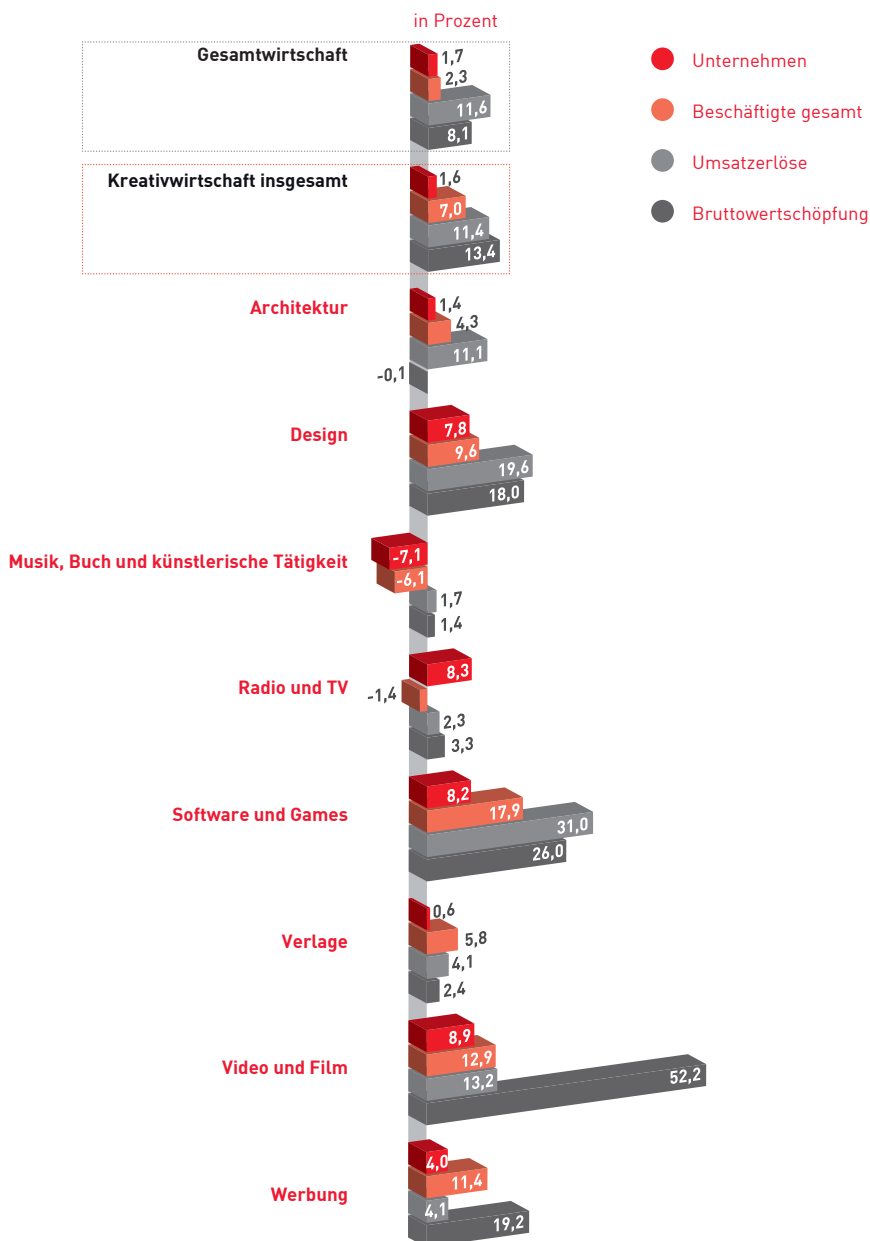 in Prozent
Gesamtwirtschaft
1,7
2,3
11,6
8,1
Unternehmen
Beschäftigte gesamt
Umsatzerlöse
Bruttowertschöpfung
Kreativwirtschaft insgesamt
1,6
7,0
11,4
13,4
Architektur
1,4
4,3
11,1
-0,1
Design
7,8
9,6
19,6
18,0
Musik, Buch und künstlerische Tätigkeit
-7,1
-6,1
1,7
1,4
Radio und TV
8,3
-1,4
2,3
3,3
Software und Games
8,2
17,9
31,0
26,0
Verlage
0,6
5,8
4,1
2,4
Video und Film
8,9
12,9
13,2
52,2
Werbung
4,0
11,4
4,1
19,2